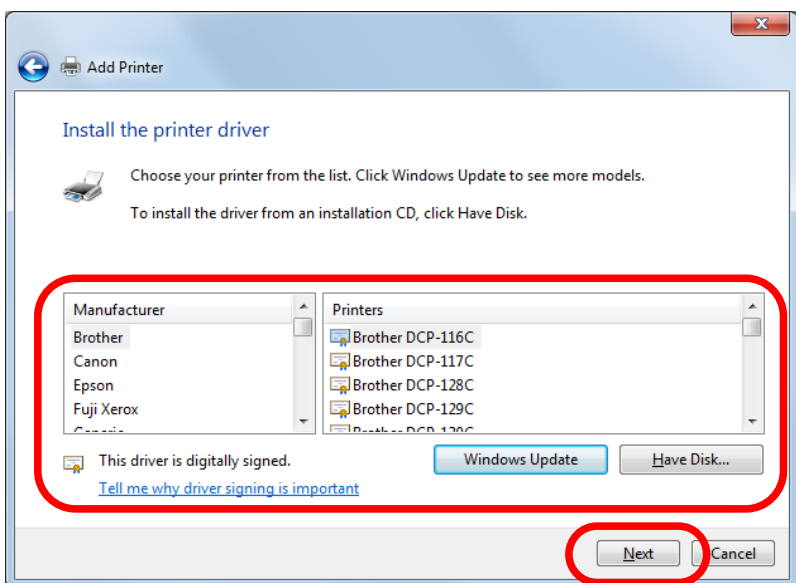 Add Printer
Install the printer driver
Choose your printer from the list. Click Windows Update to see more models.
To install the driver from an installation CD, click Have Disk.
Manufacturer
Brother
Canon
Epson
Fuji Xerox
Printers
Brother DCP-116C
Brother DCP-117C
Brother DCP-128C
Brother DCP-129C
This driver is digitally signed.
Tell me why driver signing is important
Windows Update
Have Disk...
Next
Cancel